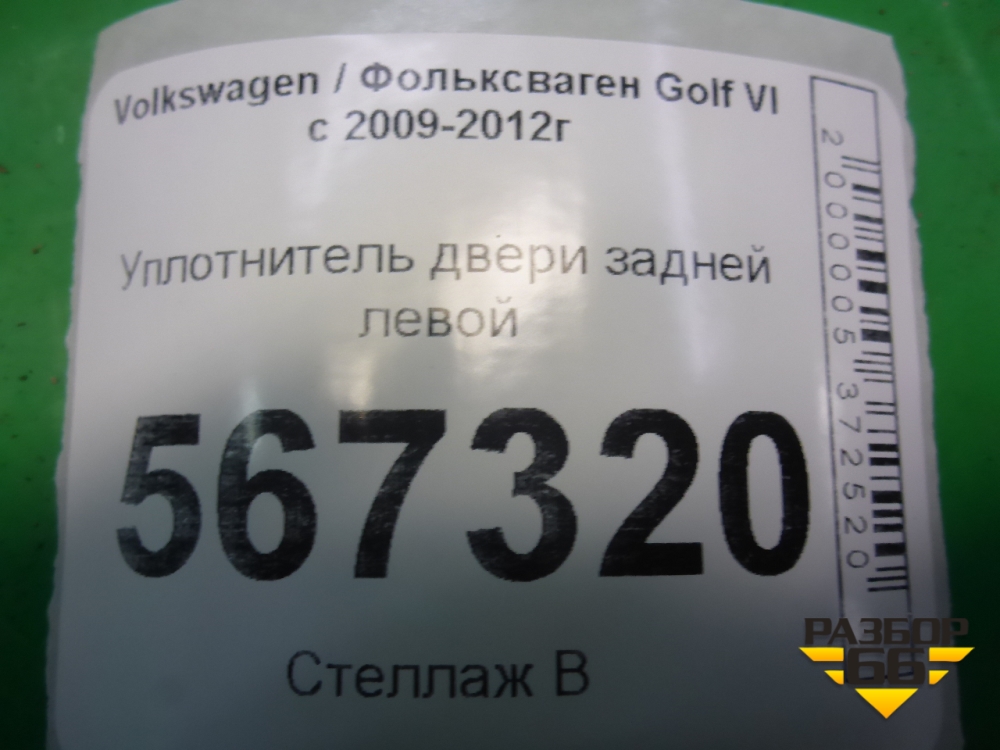 Volkswagen / Фольксваген Golf VI
с 2009-2012г
Уплотнитель двери задней
левой
567320
Стеллаж В
2000005372520
РАЗБОР
66